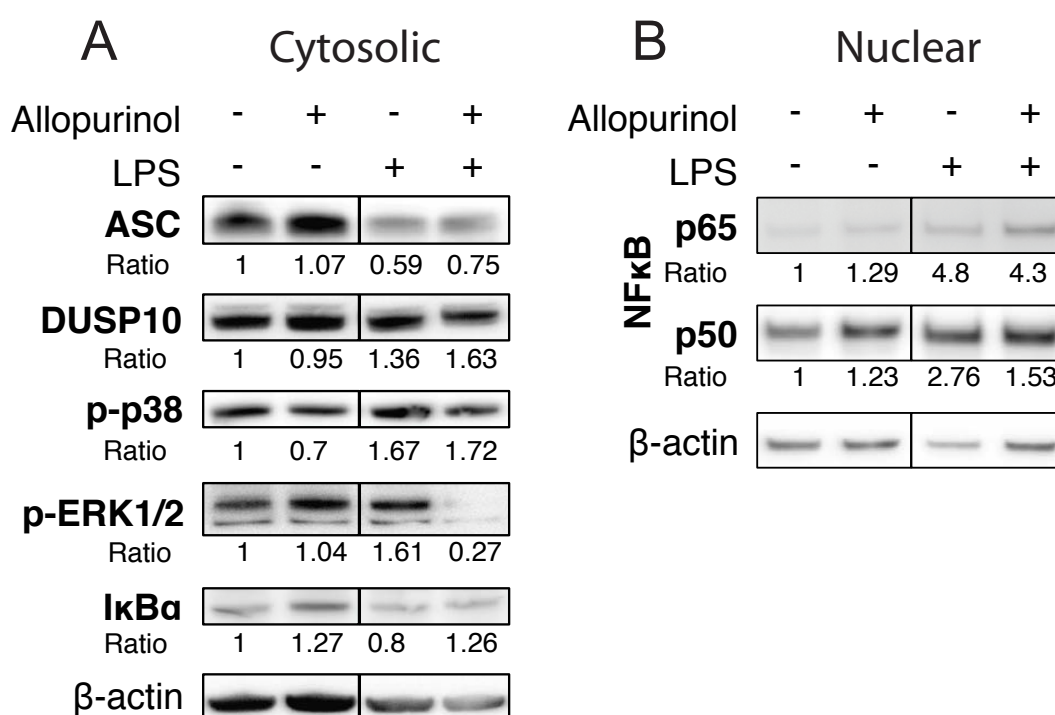 A Cytosolic
Allopurinol - + - +
LPS - - + +
ASC
Ratio 1 1.07 0.59 0.75
DUSP10
Ratio 1 0.95 1.36 1.63
p-p38
Ratio 1 0.7 1.67 1.72
p-ERK1/2
Ratio 1 1.04 1.61 0.27
IκBα
Ratio 1 1.27 0.8 1.26
β-actin
B Nuclear
Allopurinol - + - +
LPS - - + +
NFκB
p65
Ratio 1 1.29 4.8 4.3
p50
Ratio 1 1.23 2.76 1.53
β-actin